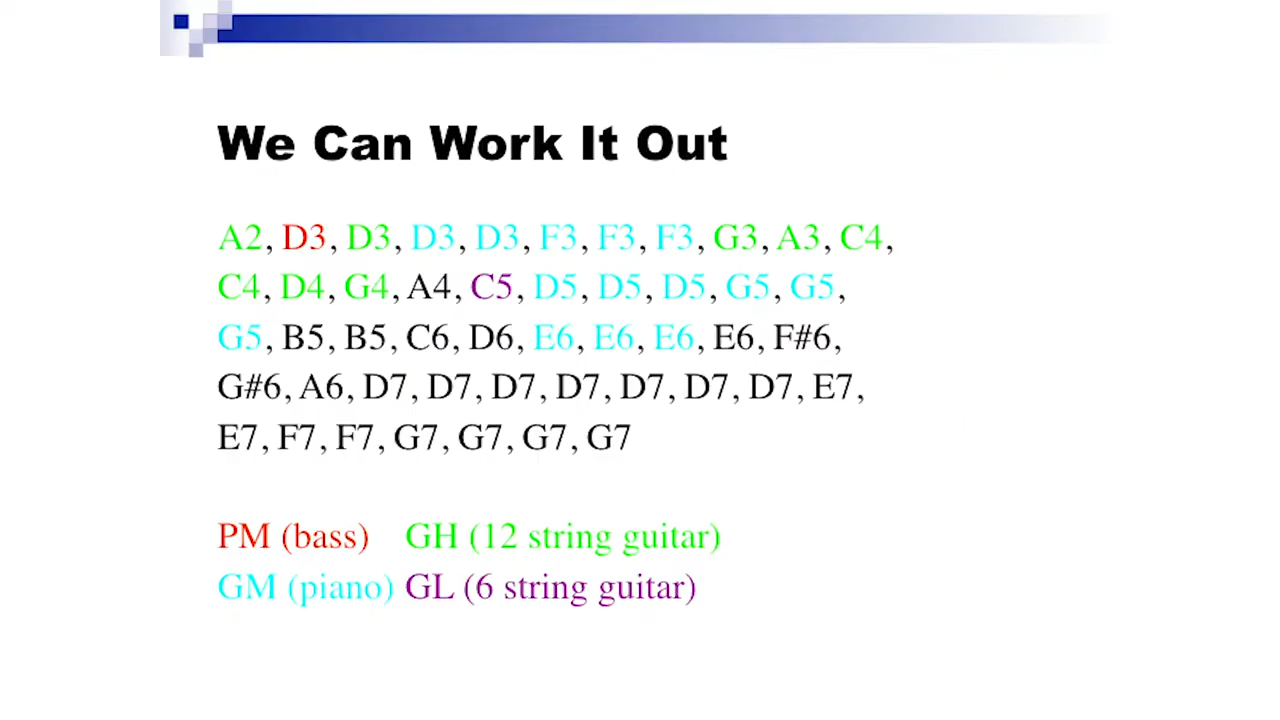 We Can Work It Out
A2, D3, D3, D3, D3, F3, F3, F3, G3, A3, C4,
C4, D4, G4, A4, C5, D5, D5, D5, G5, G5,
G5, B5, B5, C6, D6, E6, E6, E6, E6, F#6,
G#6, A6, D7, D7, D7, D7, D7, D7, D7, E7,
E7, F7, F7, G7, G7, G7, G7
PM (bass) GH (12 string guitar)
GM (piano) GL (6 string guitar)